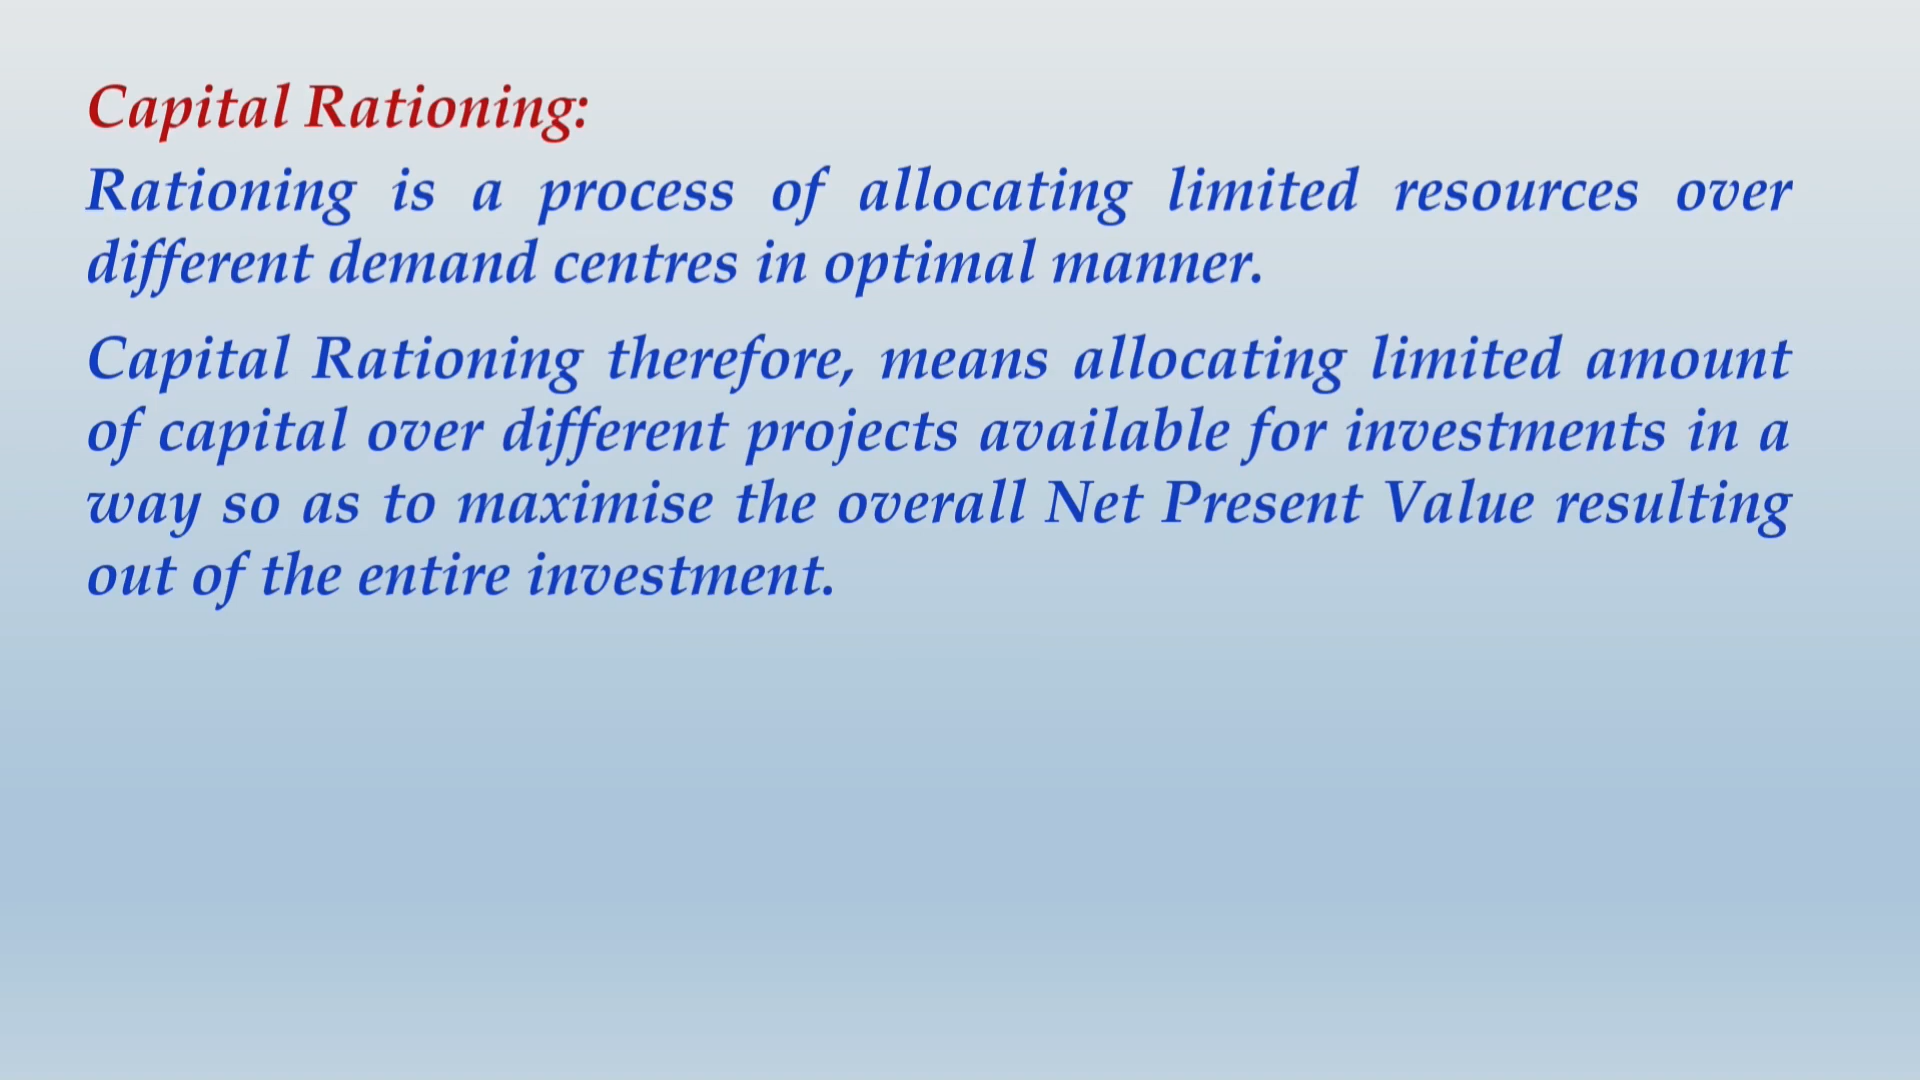 Capital Rationing:
Rationing is a process of allocating limited resources over
different demand centres in optimal manner.
Capital Rationing therefore, means allocating limited amount
of capital over different projects available for investments in a
way so as to maximise the overall Net Present Value resulting
out of the entire investment.